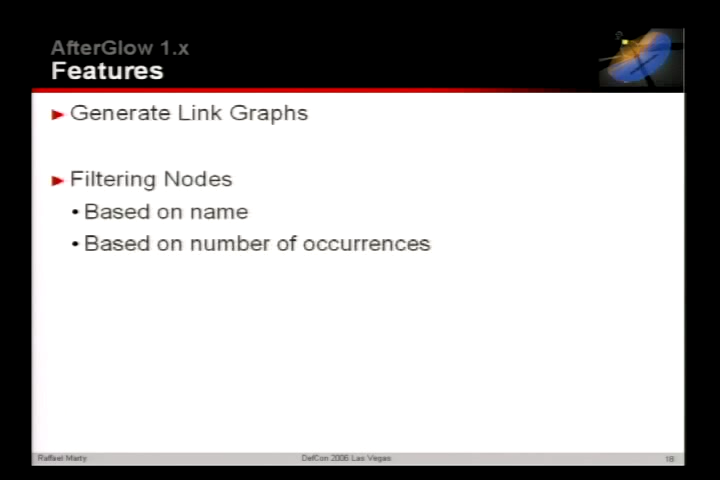 AfterGlow 1.x
Features
Generate Link Graphs
Filtering Nodes
• Based on name
• Based on number of occurrences
Raffael Marty
DefCon 2006 Las Vegas
18